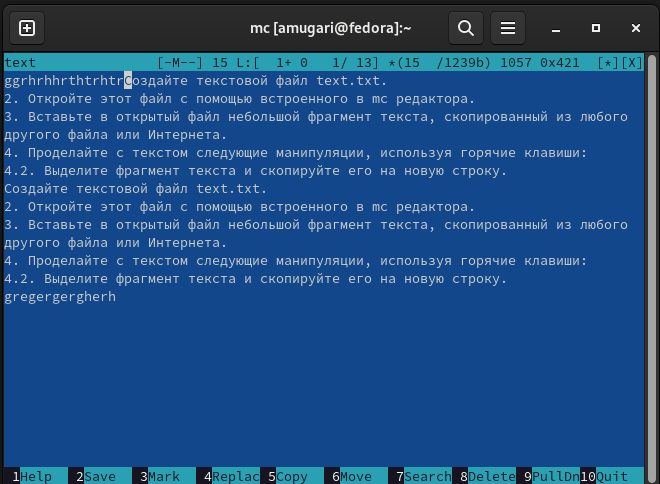 mc [amugari@fedora]:~
text [-M--] 15 L:[ 1+ 0 1/ 13] *(15 /1239b) 1057 0x421 [*][X]
ggrhrhhrthtrhtrСоздайте текстовой файл text.txt.
2. Откройте этот файл с помощью встроенного в mc редактора.
3. Вставьте в открытый файл небольшой фрагмент текста, скопированный из любого
другого файла или Интернета.
4. Проделайте с текстом следующие манипуляции, используя горячие клавиши:
4.2. Выделите фрагмент текста и скопируйте его на новую строку.
Создайте текстовой файл text.txt.
2. Откройте этот файл с помощью встроенного в mc редактора.
3. Вставьте в открытый файл небольшой фрагмент текста, скопированный из любого
другого файла или Интернета.
4. Проделайте с текстом следующие манипуляции, используя горячие клавиши:
4.2. Выделите фрагмент текста и скопируйте его на новую строку.
gregergergherh
1Help 2Save 3Mark 4Replac 5Copy 6Move 7Search 8Delete 9PullDn 10Quit